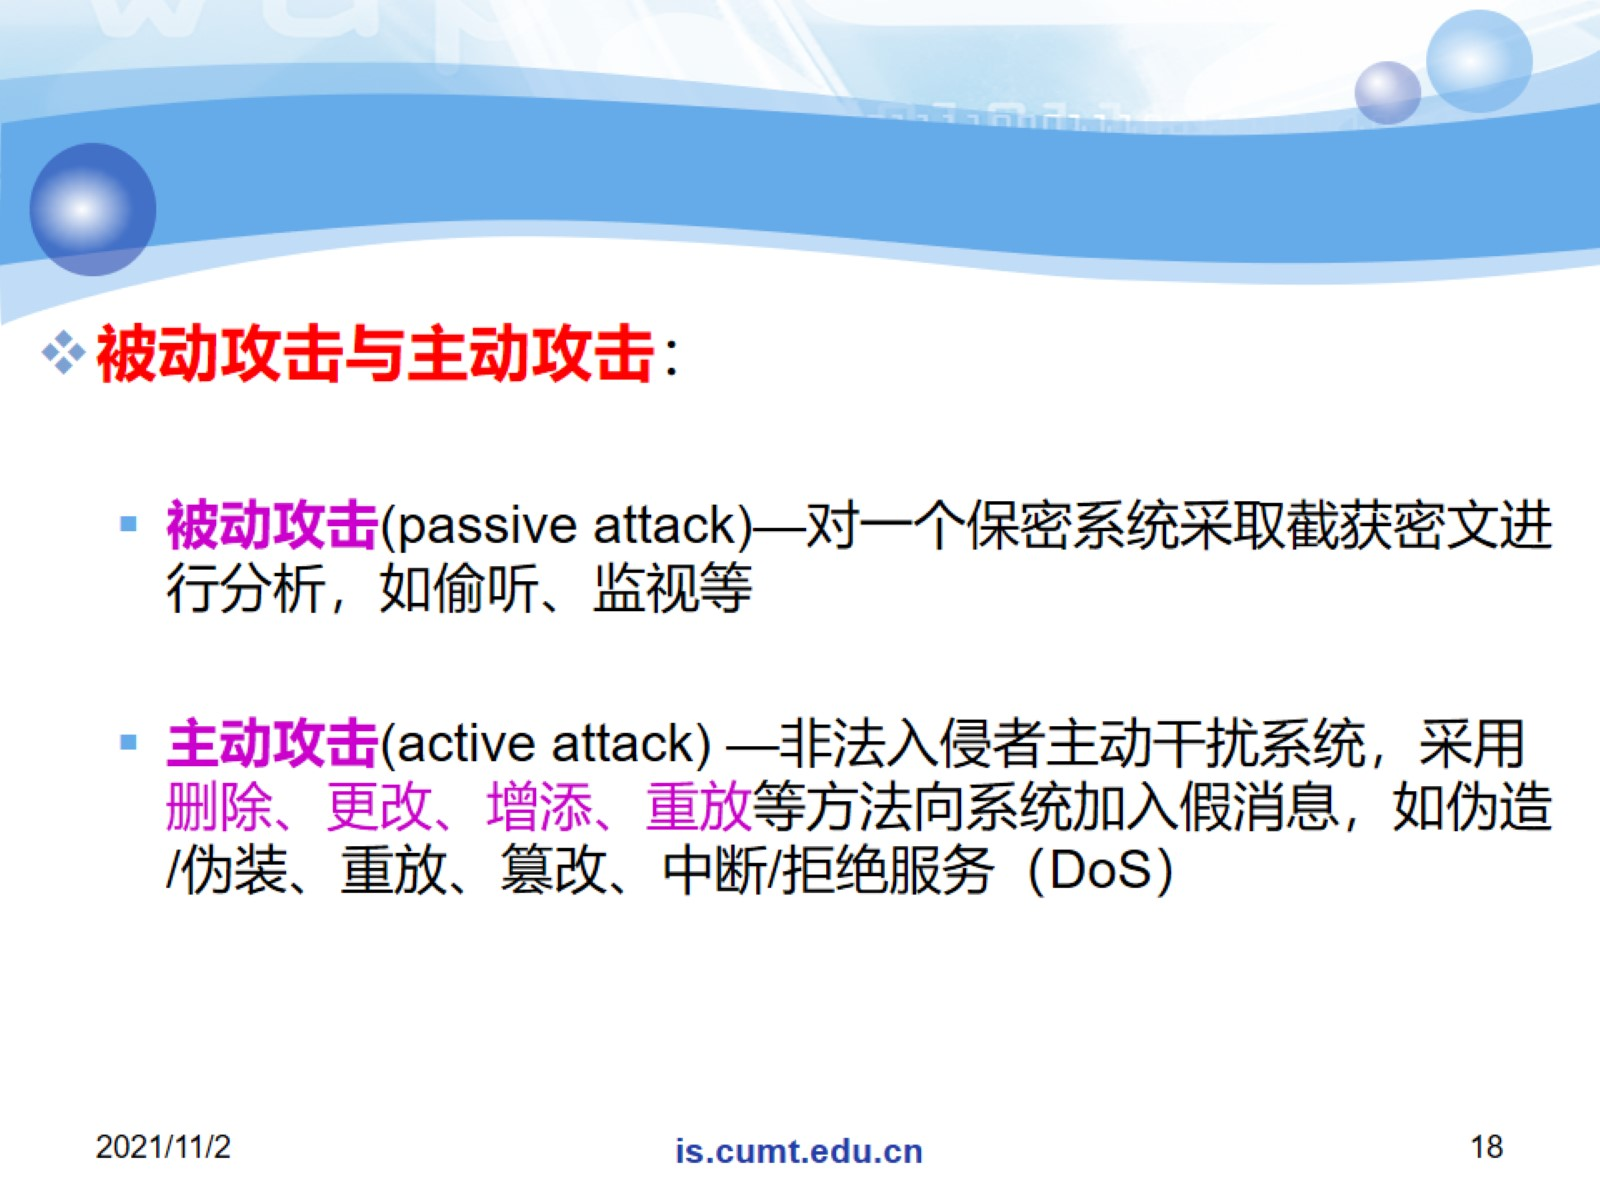 被动攻击与主动攻击：
被动攻击(passive attack)—对一个保密系统采取截获密文进
行分析，如偷听、监视等
主动攻击(active attack) —非法入侵者主动干扰系统，采用
删除、更改、增添、重放等方法向系统加入假消息，如伪造
/伪装、重放、篡改、中断/拒绝服务（DoS）
2021/11/2
is.cumt.edu.cn
18